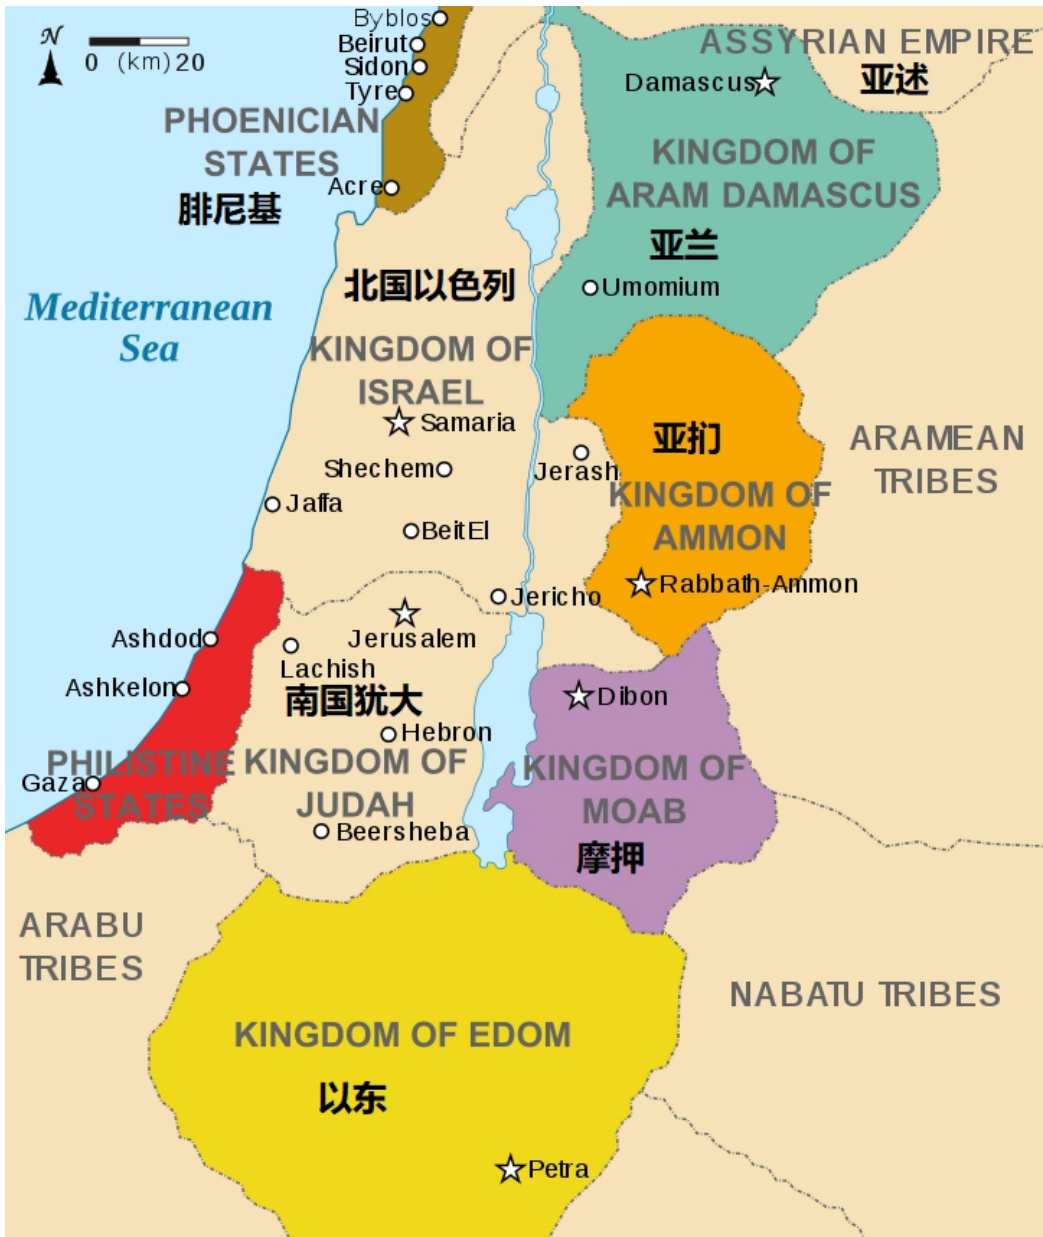 N
0 (km) 20
Byblos
Beirut
Sidon
Tyre
PHOENICIAN
STATES
腓尼基
Acre
ASSYRIAN EMPIRE
亚述
Damascus
KINGDOM OF
ARAM DAMASCUS
亚兰
Umomium
Mediterranean
Sea
北国以色列
KINGDOM OF
ISRAEL
Samaria
Shechem
Jaffa
BeitEl
Jerash
亚扪
KINGDOM OF
AMMON
Rabbath-Ammon
ARAMEAN
TRIBES
Jericho
Jerusalem
Ashdod
Lachish
Ashkelon
南国犹大
Hebron
KINGDOM OF
JUDAH
Beersheba
PHILISTINE
STATES
Gaza
Dibon
KINGDOM OF
MOAB
摩押
ARABU
TRIBES
NABATU TRIBES
KINGDOM OF EDOM
以东
Petra